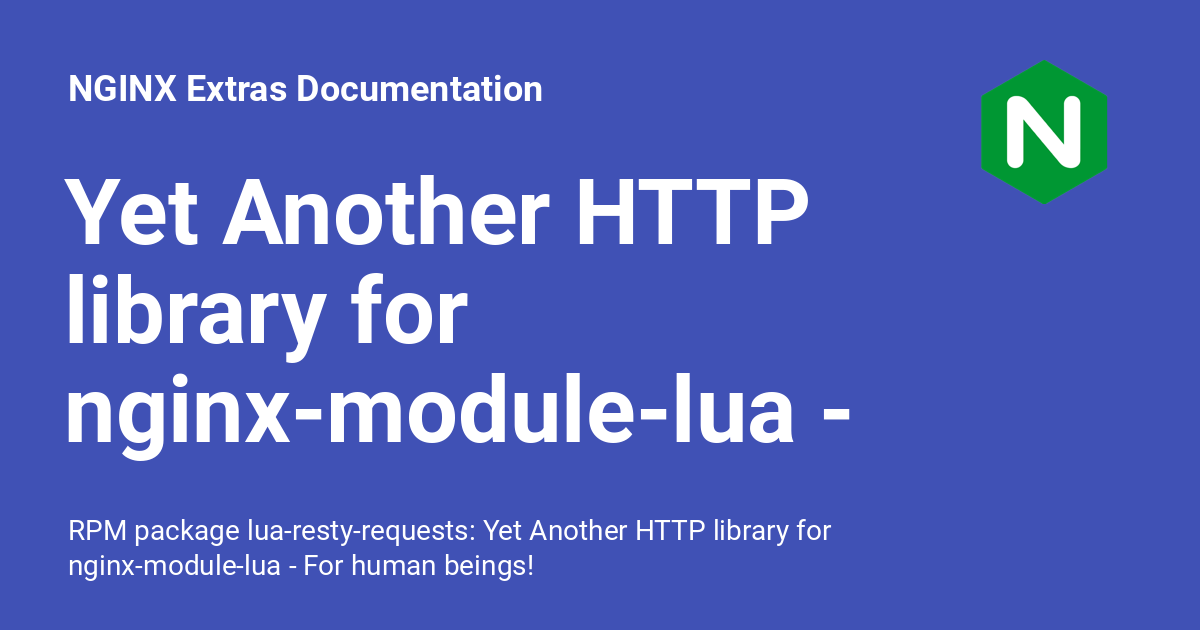 NGINX Extras Documentation
N
Yet Another HTTP
library for
nginx-module-lua -
RPM package lua-resty-requests: Yet Another HTTP library for
nginx-module-lua - For human beings!